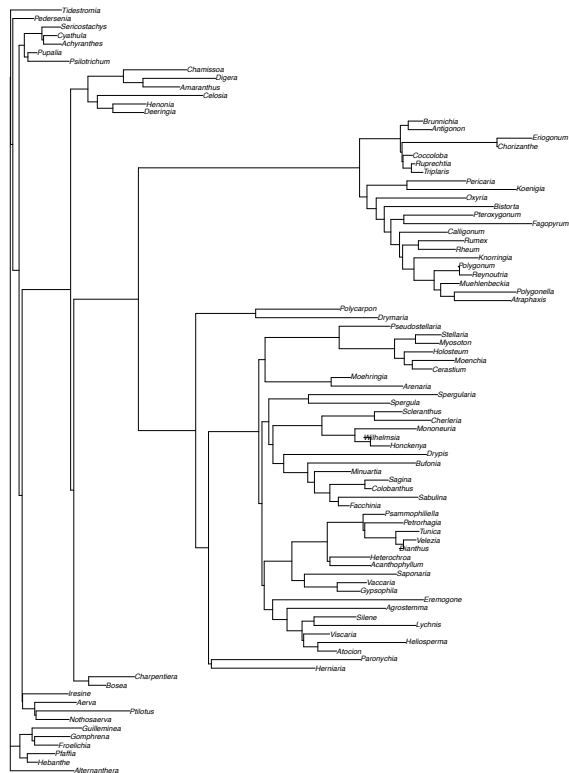 Tidestromia
Pedersenia
Sericostachys
Cyathula
Achyranthes
Pupalia
Psilotrichum
Chamissoa
Digera
Amaranthus
Celosia
Henonia
Deeringia
Brunnichia
Antigonon
Eriogonum
Chorizanthe
Coccoloba
Ruprechtia
Triplaris
Pericaria
Koenigia
Oxyria
Bistorta
Pteroxygonum
Fagopyrum
Calligonum
Rumex
Rheum
Knorringia
Polygonum
Reynoutria
Muehlenbeckia
Polygonella
Atraphaxis
Polycarpon
Drymaria
Pseudostellaria
Stellaria
Myosoton
Holosteum
Moenchia
Cerastium
Moehringia
Arenaria
Spergularia
Spergula
Scleranthus
Cherleria
Mononeuria
Wilhelmsia
Honckenya
Drypis
Bufonia
Minuartia
Sagina
Colobanthus
Sabulina
Facchinia
Psammophiliella
Petrorhagia
Tunica
Velezia
Dianthus
Heterochroa
Acanthophyllum
Saponaria
Vaccaria
Gypsophila
Eremogone
Agrostemma
Silene
Lychnis
Viscaria
Heliosperma
Atocion
Paronychia
Herniaria
Charpentiera
Bosea
Iresine
Aerva
Ptilotus
Nothosaerva
Guilleminea
Gomphrena
Froelichia
Pfaffia
Hebanthe
Alternanthera